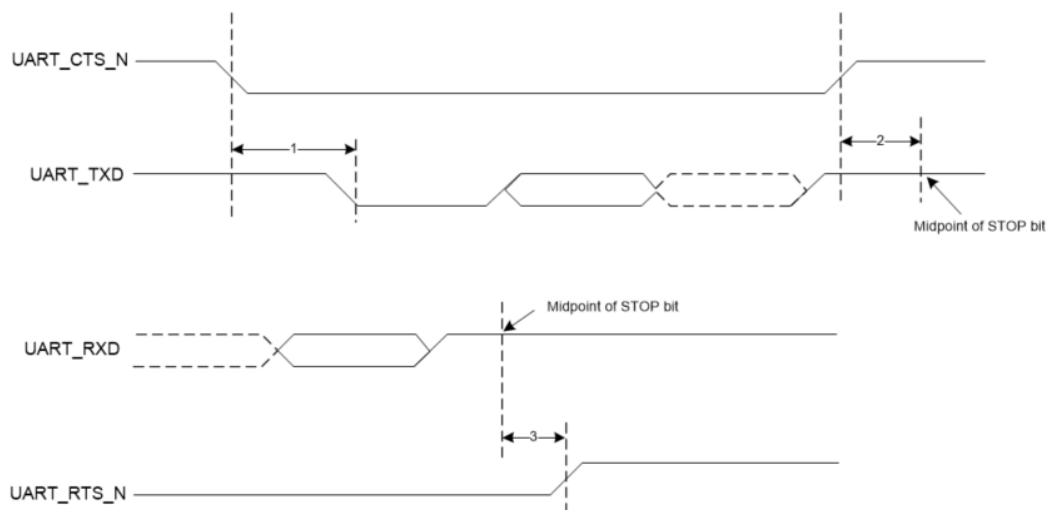 UART_CTS_N
1
2
UART_TXD
Midpoint of STOP bit
Midpoint of STOP bit
UART_RXD
3
UART_RTS_N